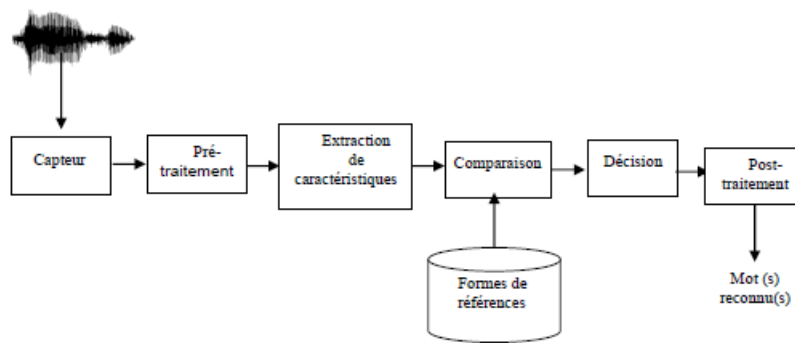 Capteur
Pré-
traitement
Extraction
de
caractéristiques
Comparaison
Décision
Post-
traitement
Formes de
références
Mot (s)
reconnu(s)